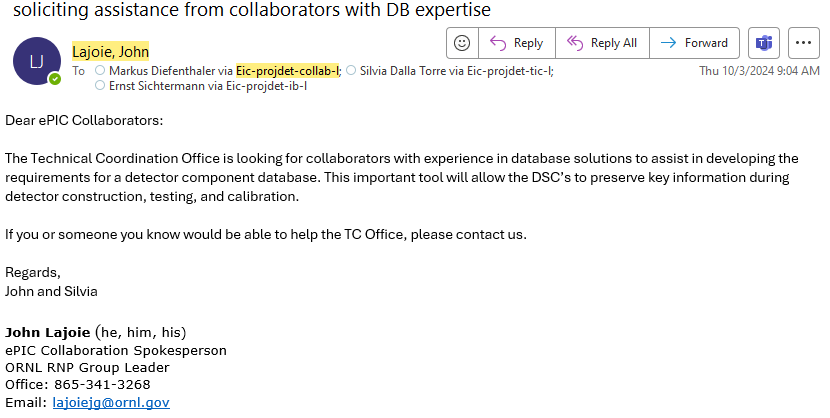 soliciting assistance from collaborators with DB expertise
LJ
Lajoie, John
Reply
Reply All
Forward
To Markus Diefenthaler via Eic-projdet-collab-l; Silvia Dalla Torre via Eic-projdet-tic-l;
Ernst Sichtermann via Eic-projdet-ib-l
Thu 10/3/2024 9:04 AM
Dear ePIC Collaborators:
The Technical Coordination Office is looking for collaborators with experience in database solutions to assist in developing the
requirements for a detector component database. This important tool will allow the DSC's to preserve key information during
detector construction, testing, and calibration.
If you or someone you know would be able to help the TC Office, please contact us.
Regards,
John and Silvia
John Lajoie (he, him, his)
ePIC Collaboration Spokesperson
ORNL RNP Group Leader
Office: 865-341-3268
Email: lajoiejg@ornl.gov